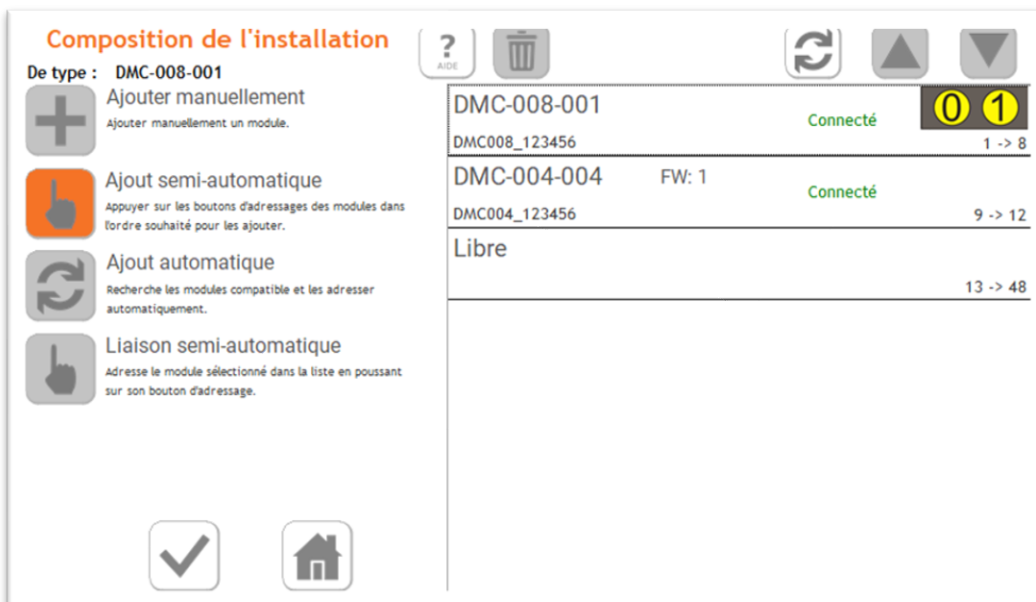 Composition de l'installation
De type : DMC-008-001
?
AIDE
Ajouter manuellement
Ajouter manuellement un module.
Ajout semi-automatique
Appuyer sur les boutons d'adressages des modules dans
l'ordre souhaité pour les ajouter.
Ajout automatique
Recherche les modules compatible et les adresser
automatiquement.
Liaison semi-automatique
Adresse le module sélectionné dans la liste en poussant
sur son bouton d'adressage.
DMC-008-001
Connecté
0 1
DMC008_123456
1 -> 8
DMC-004-004 FW: 1
Connecté
DMC004_123456
9 -> 12
Libre
13 -> 48